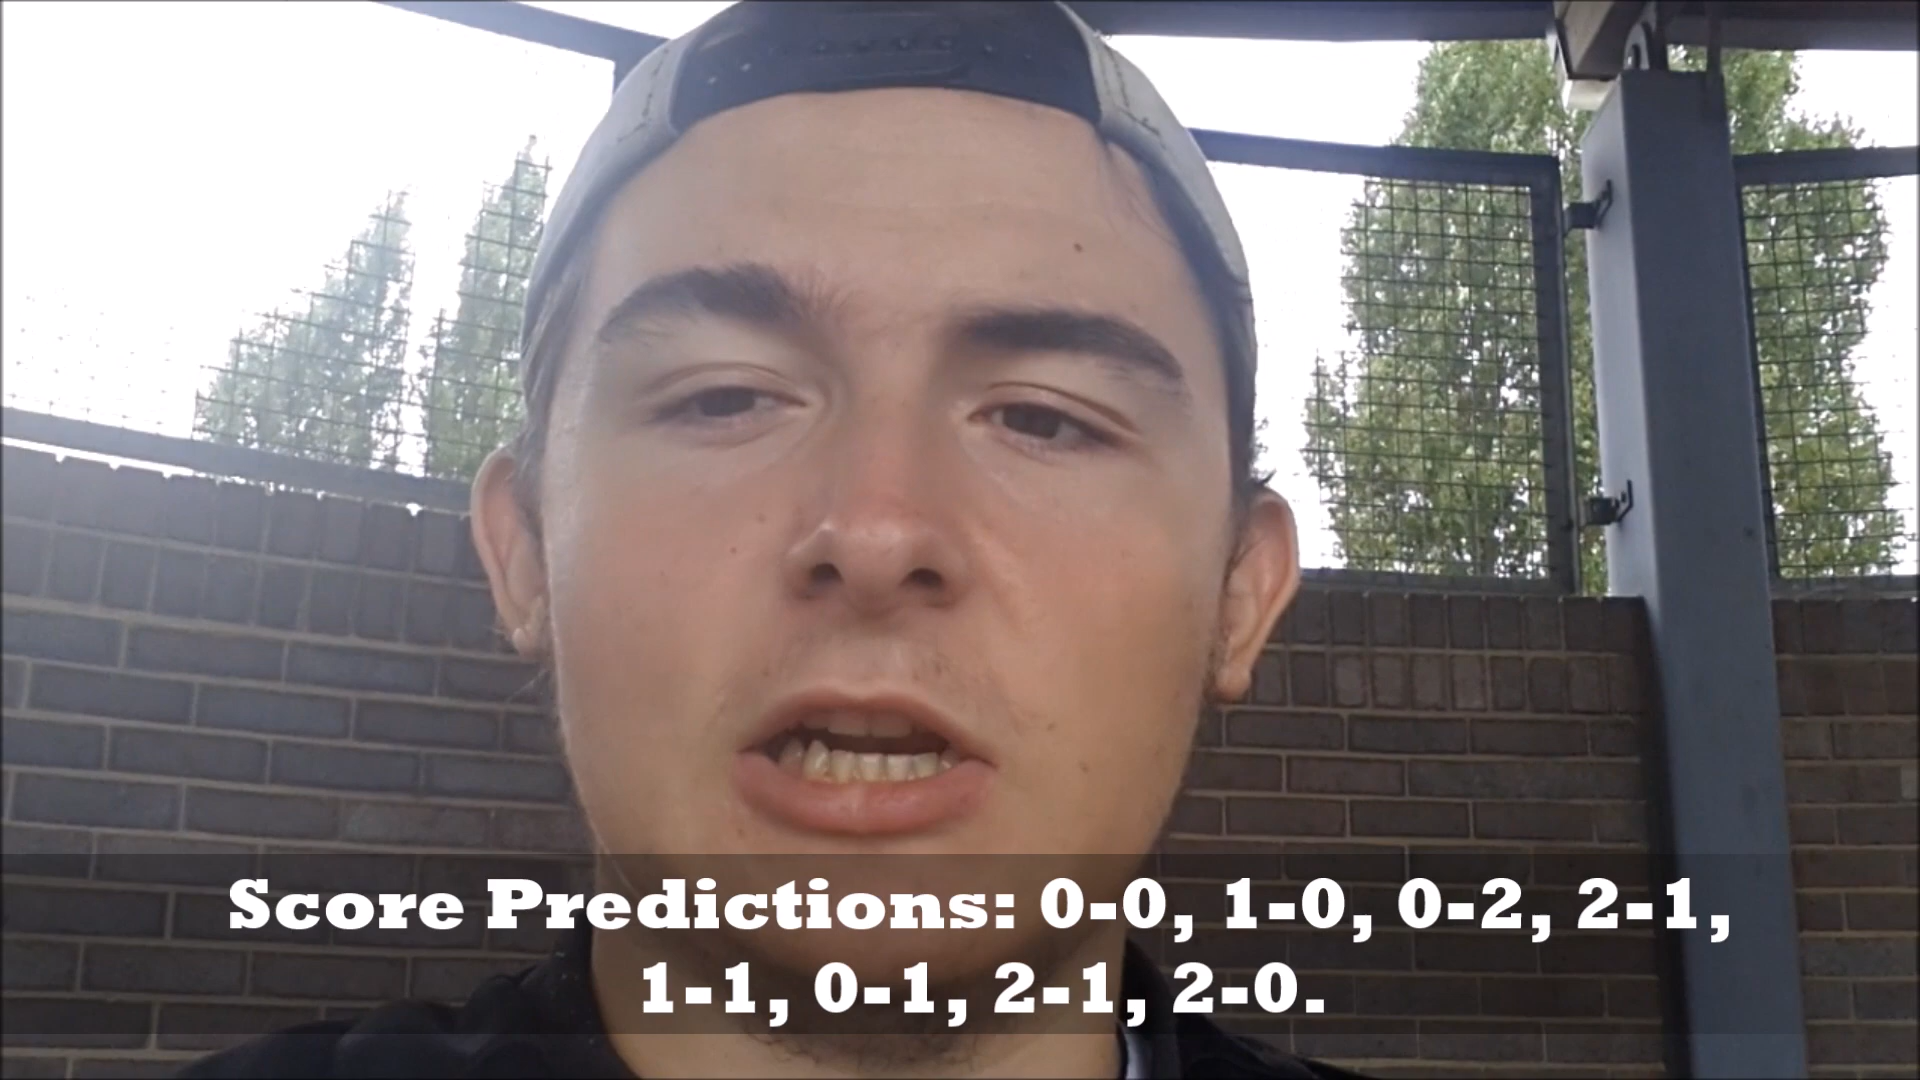 Score Predictions: 0-0, 1-0, 0-2, 2-1,
1-1, 0-1, 2-1, 2-0.